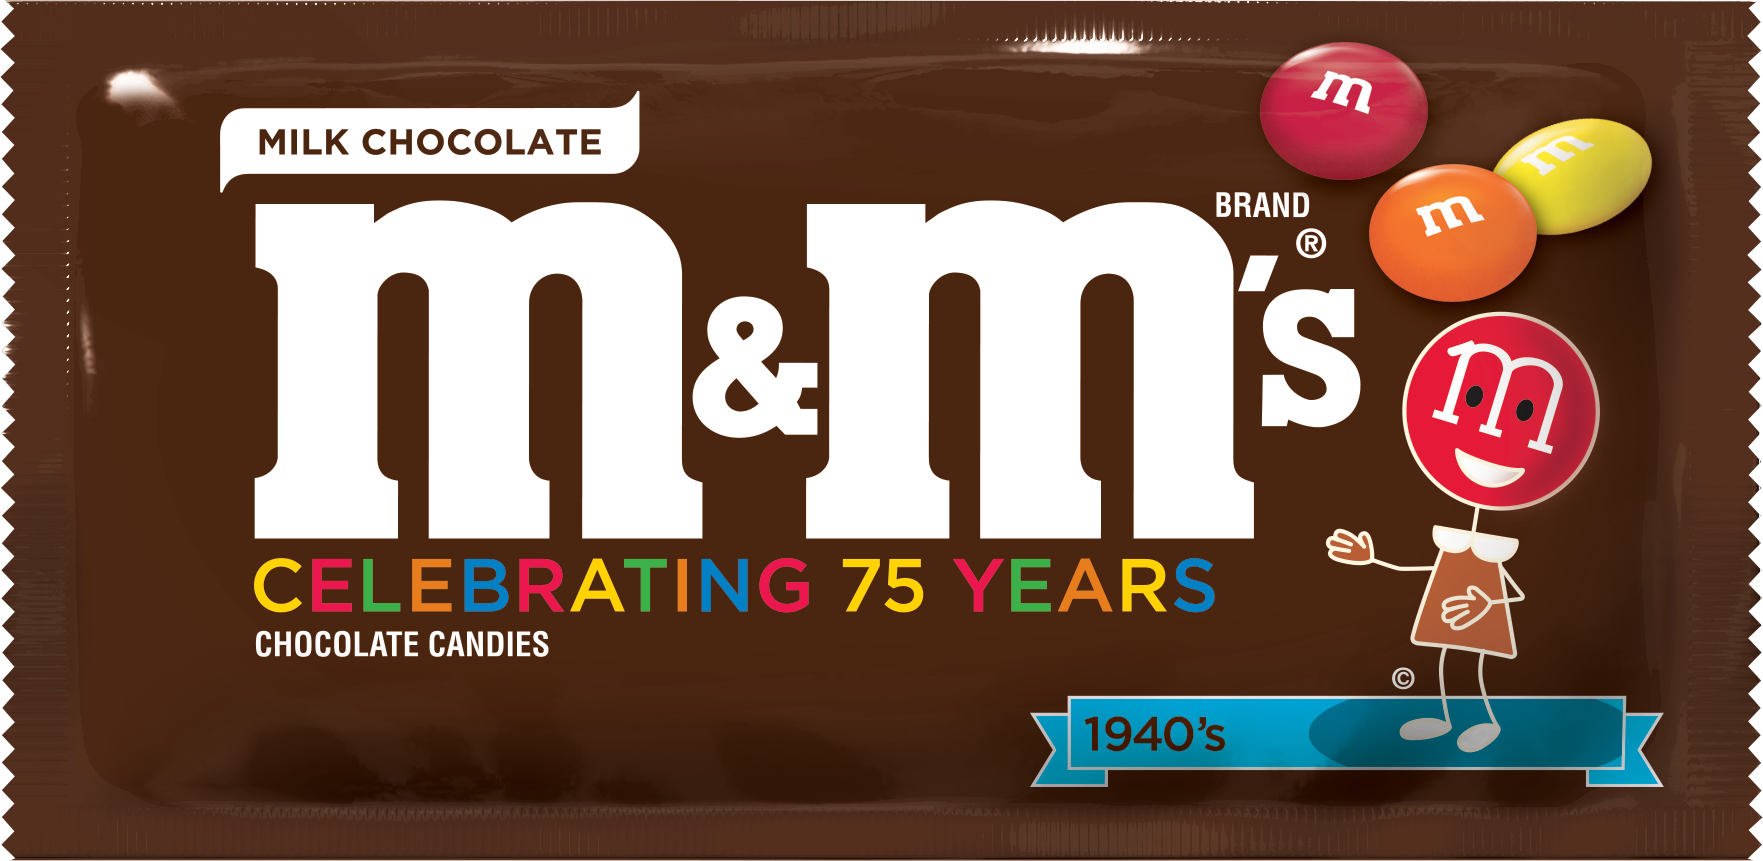 MILK CHOCOLATE
m&m's
BRAND
®
m
m
m
m
CELEBRATING 75 YEARS
CHOCOLATE CANDIES
©
1940's